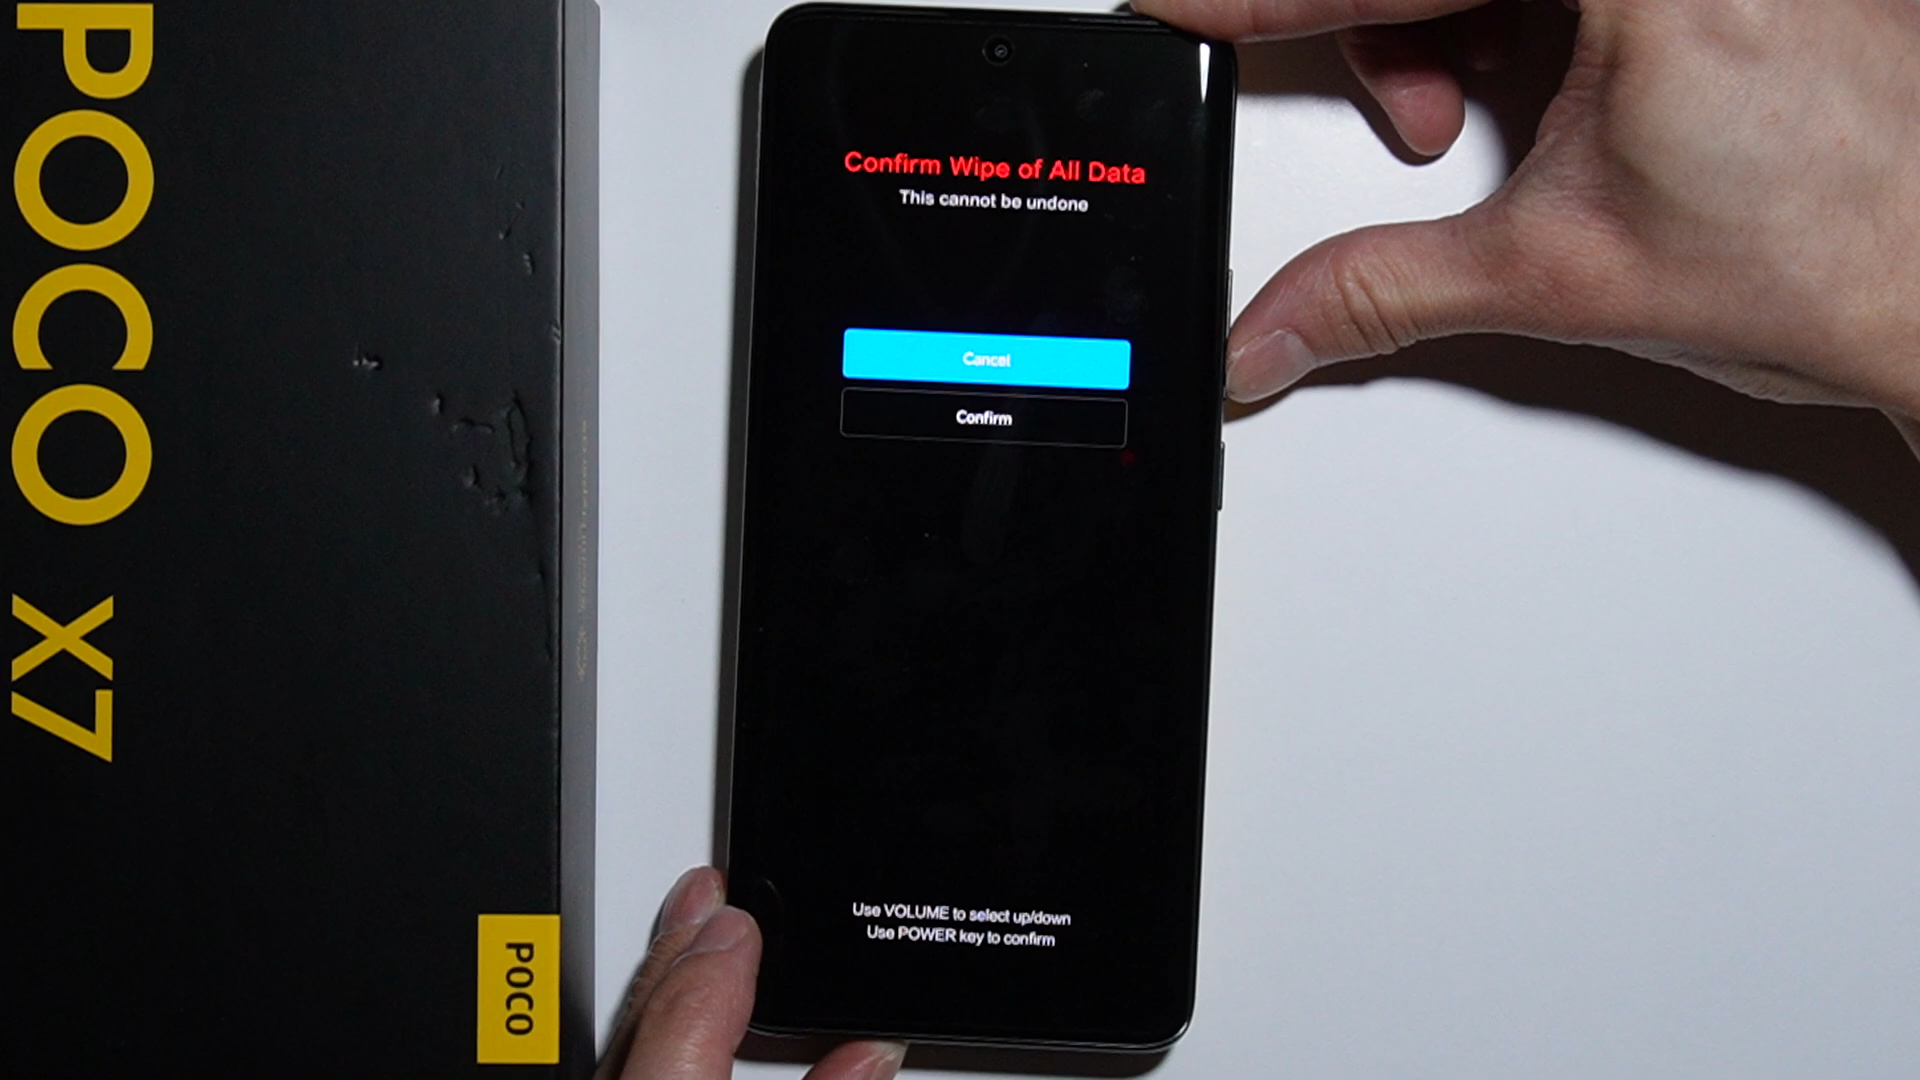 POCO X7
POCO
Confirm Wipe of All Data
This cannot be undone
Cancel
Confirm
Use VOLUME to select up/down
Use POWER key to confirm